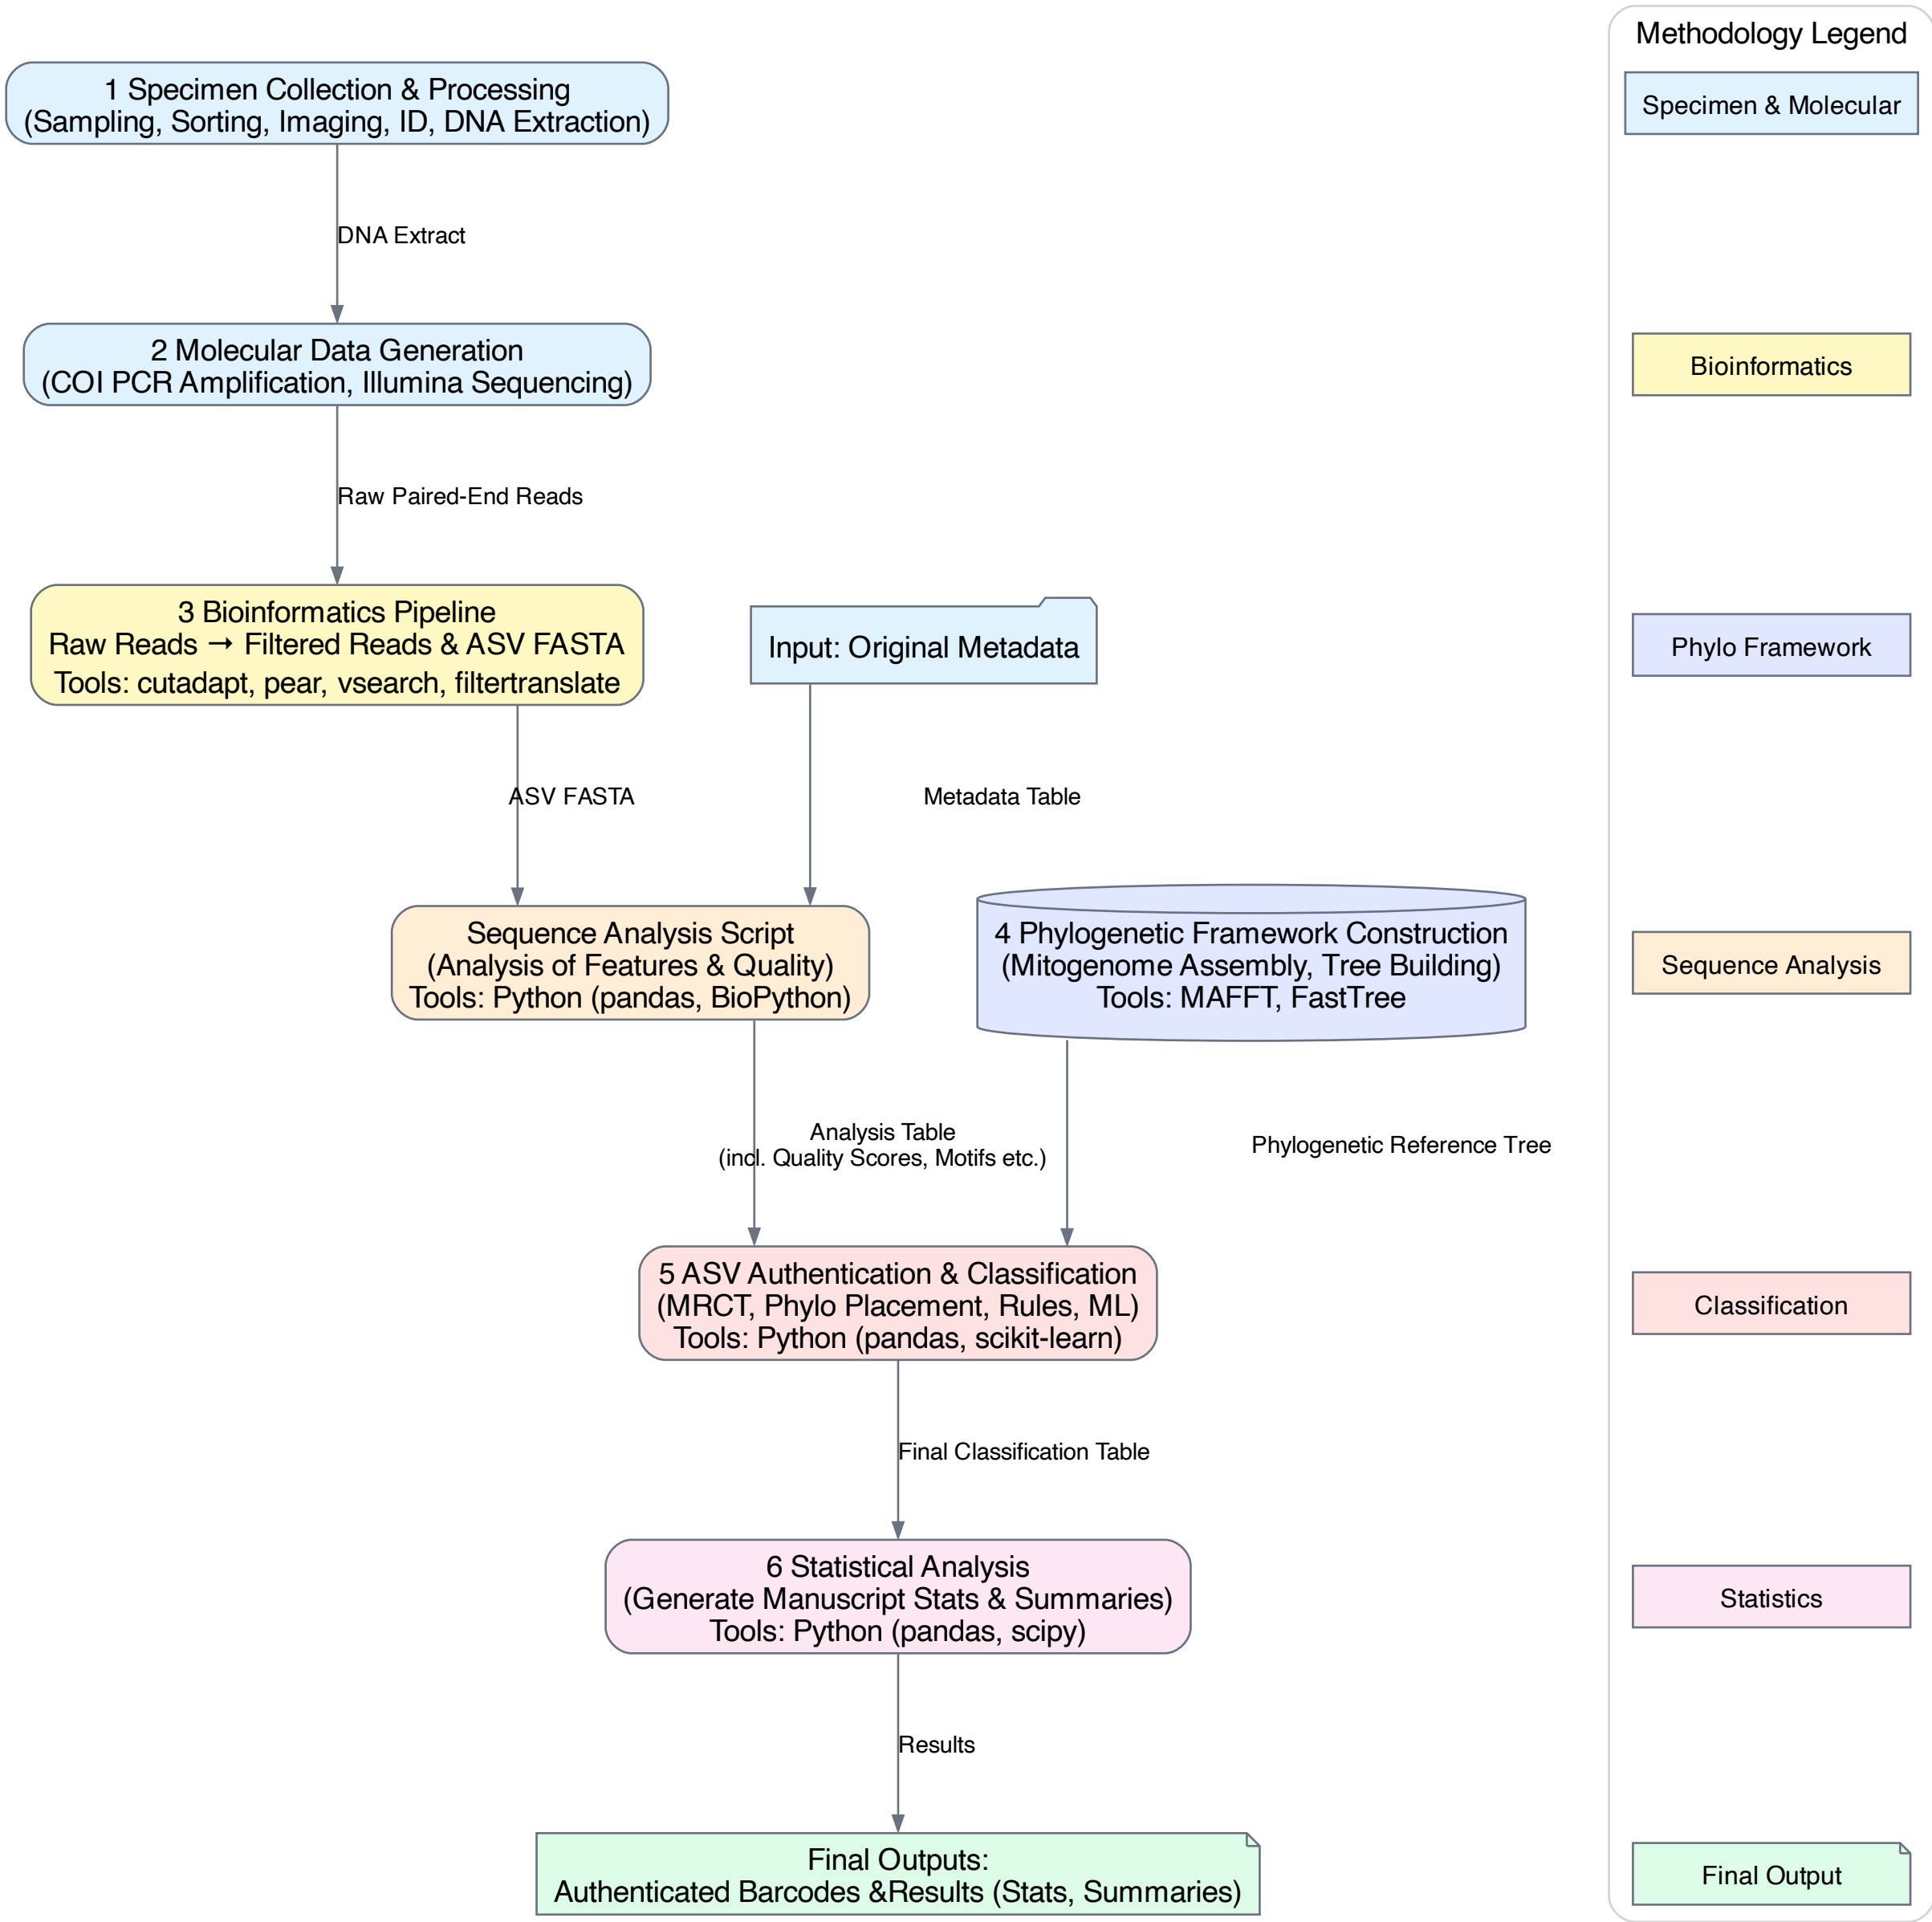 Methodology Legend
1 Specimen Collection & Processing
(Sampling, Sorting, Imaging, ID, DNA Extraction)
Specimen & Molecular
DNA Extract
2 Molecular Data Generation
(COI PCR Amplification, Illumina Sequencing)
Bioinformatics
Raw Paired-End Reads
3 Bioinformatics Pipeline
Raw Reads → Filtered Reads & ASV FASTA
Tools: cutadapt, pear, vsearch, filtertranslate
Input: Original Metadata
Phylo Framework
ASV FASTA
Metadata Table
Sequence Analysis Script
(Analysis of Features & Quality)
Tools: Python (pandas, BioPython)
4 Phylogenetic Framework Construction
(Mitogenome Assembly, Tree Building)
Tools: MAFFT, FastTree
Sequence Analysis
Analysis Table
(incl. Quality Scores, Motifs etc.)
Phylogenetic Reference Tree
5 ASV Authentication & Classification
(MRCT, Phylo Placement, Rules, ML)
Tools: Python (pandas, scikit-learn)
Classification
Final Classification Table
6 Statistical Analysis
(Generate Manuscript Stats & Summaries)
Tools: Python (pandas, scipy)
Statistics
Results
Final Outputs:
Authenticated Barcodes &Results (Stats, Summaries)
Final Output